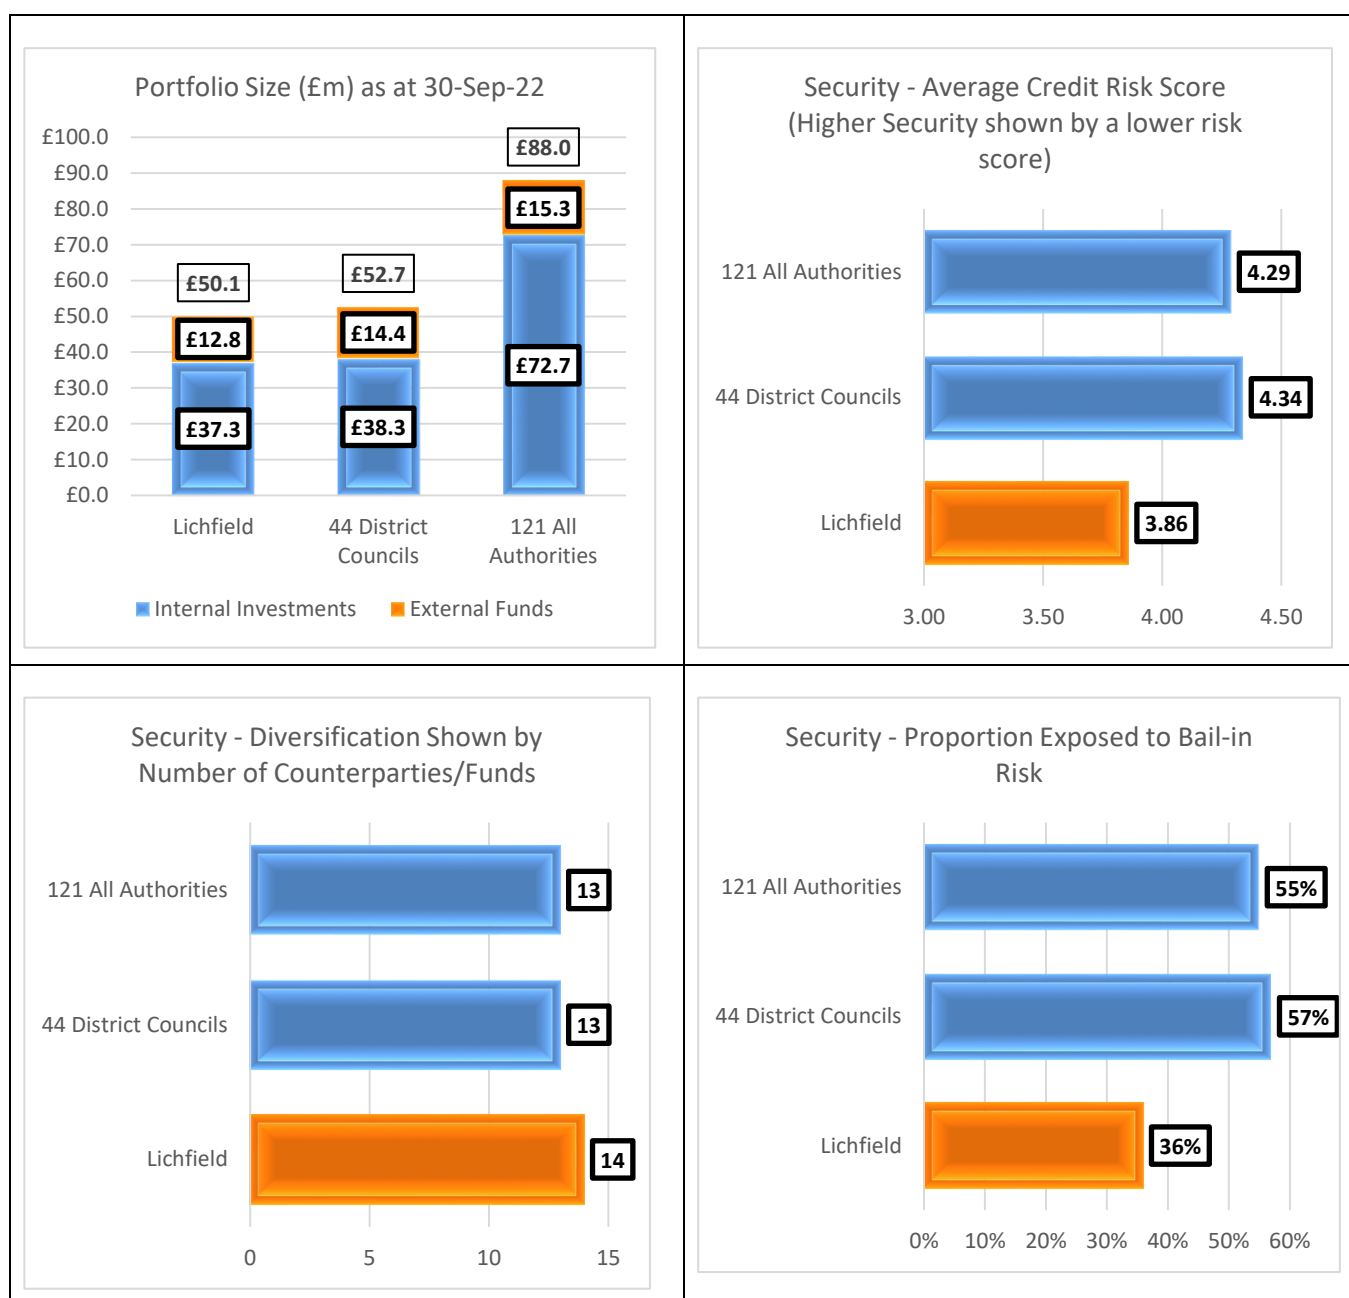 Portfolio Size (£m) as at 30-Sep-22
£100.0
£90.0
£80.0
£70.0
£60.0
£50.0
£40.0
£30.0
£20.0
£10.0
£0.0
£50.1
£12.8
£37.3
£52.7
£14.4
£38.3
£88.0
£15.3
£72.7
Lichfield
44 District
Councils
121 All
Authorities
Internal Investments
External Funds
Security - Average Credit Risk Score
(Higher Security shown by a lower risk
score)
121 All Authorities
4.29
44 District Councils
4.34
Lichfield
3.86
3.00 3.50 4.00 4.50
Security - Diversification Shown by
Number of Counterparties/Funds
121 All Authorities
13
44 District Councils
13
Lichfield
14
0 5 10 15
Security - Proportion Exposed to Bail-in
Risk
121 All Authorities
55%
44 District Councils
57%
Lichfield
36%
0% 10% 20% 30% 40% 50% 60%